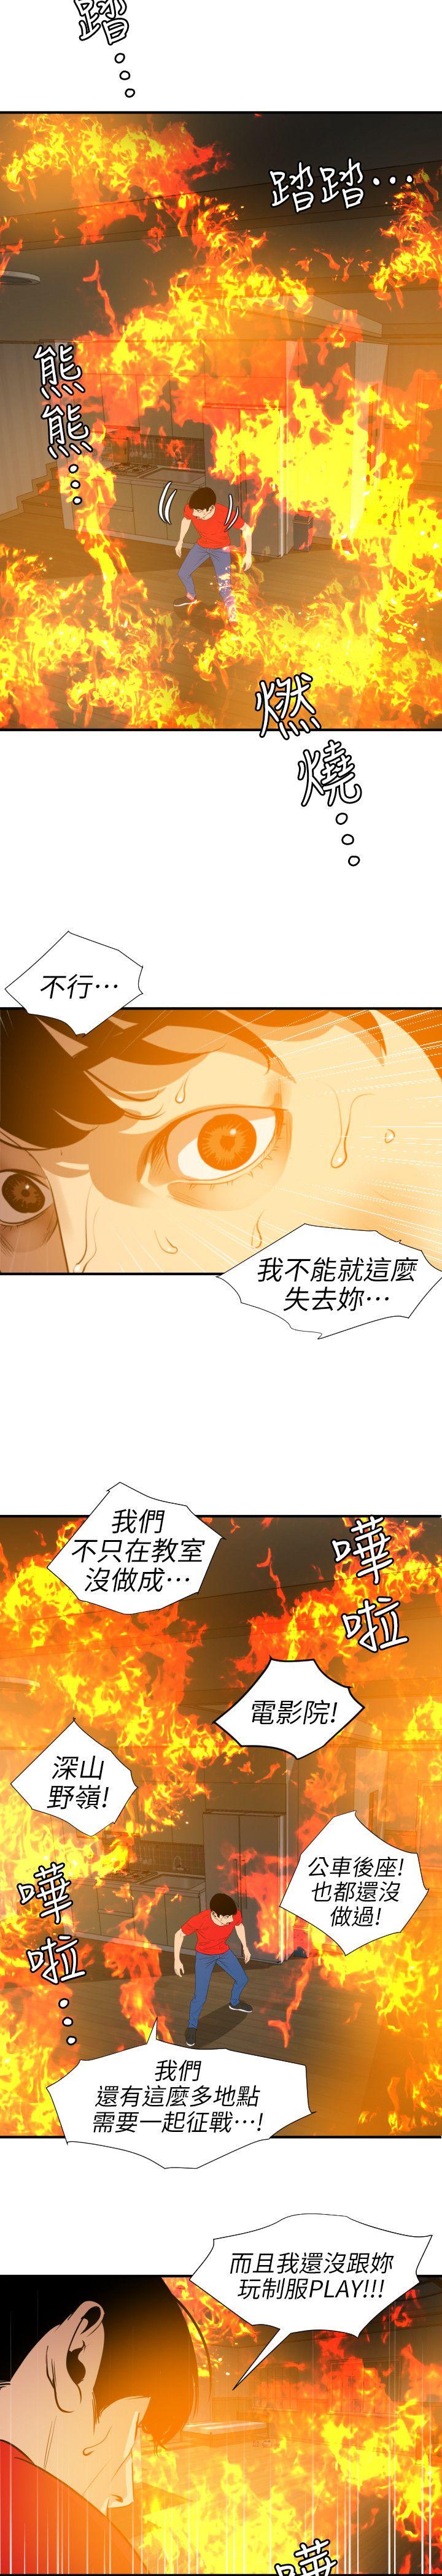 踏…
踏踏…
熊
熊…
燃
燒…
不行…
我不能就這麼
失去妳…
我們
不只在教室
沒做成…
嘩
啦
電影院!
深山
野嶺!
公車後座!
也都還沒
做過!
嘩
啦…
我們
還有這麼多地點
需要一起征戰…!
而且我還沒跟妳
玩制服PLAY!!!
嘩